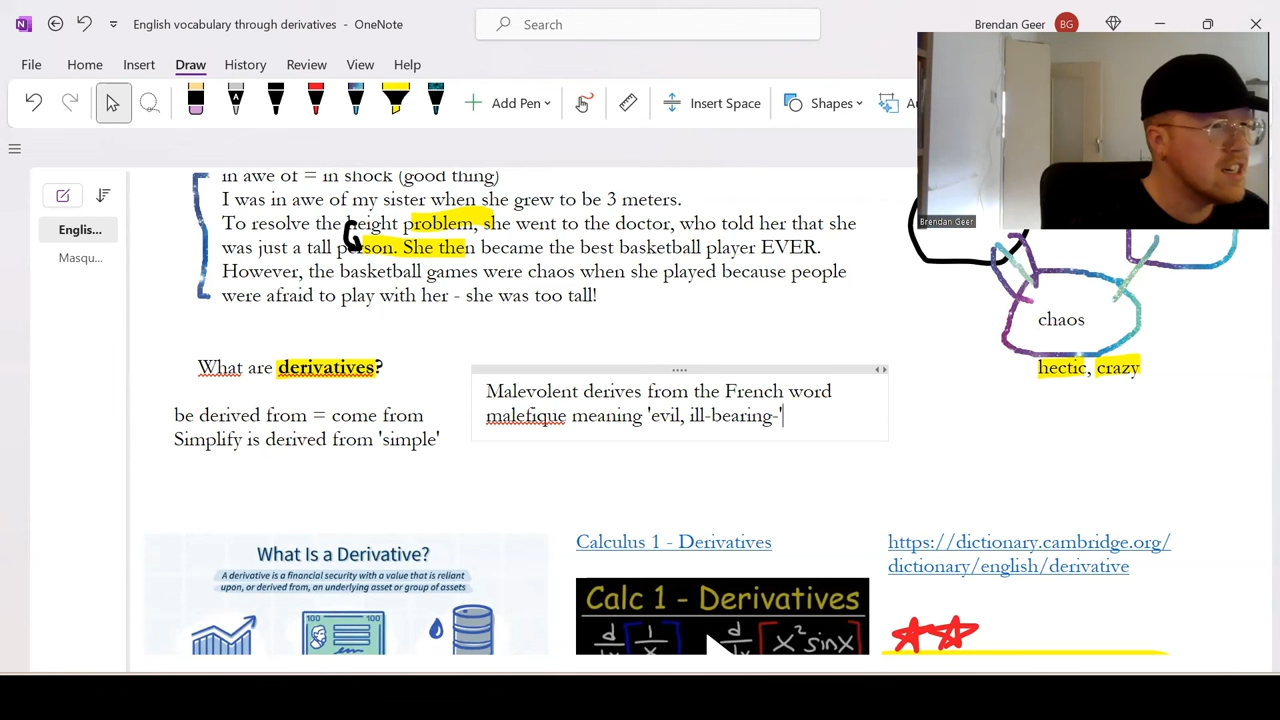 English vocabulary through derivatives - OneNote
Search
Brendan Geer BG
File Home Insert Draw History Review View Help
Add Pen
Insert Space
Shapes
Brendan Geer
Englis...
Masqu...
in awe of = in shock (good thing)
I was in awe of my sister when she grew to be 3 meters.
To resolve the height problem, she went to the doctor, who told her that she
was just a tall person. She then became the best basketball player EVER.
However, the basketball games were chaos when she played because people
were afraid to play with her - she was too tall!
chaos
hectic, crazy
What are derivatives?
be derived from = come from
Simplify is derived from 'simple'
Malevolent derives from the French word
malefique meaning 'evil, ill-bearing-'
What Is a Derivative?
A derivative is a financial security with a value that is reliant
upon, or derived from, an underlying asset or group of assets
100 100
Calculus 1 - Derivatives
Calc 1 - Derivatives
https://dictionary.cambridge.org/
dictionary/english/derivative